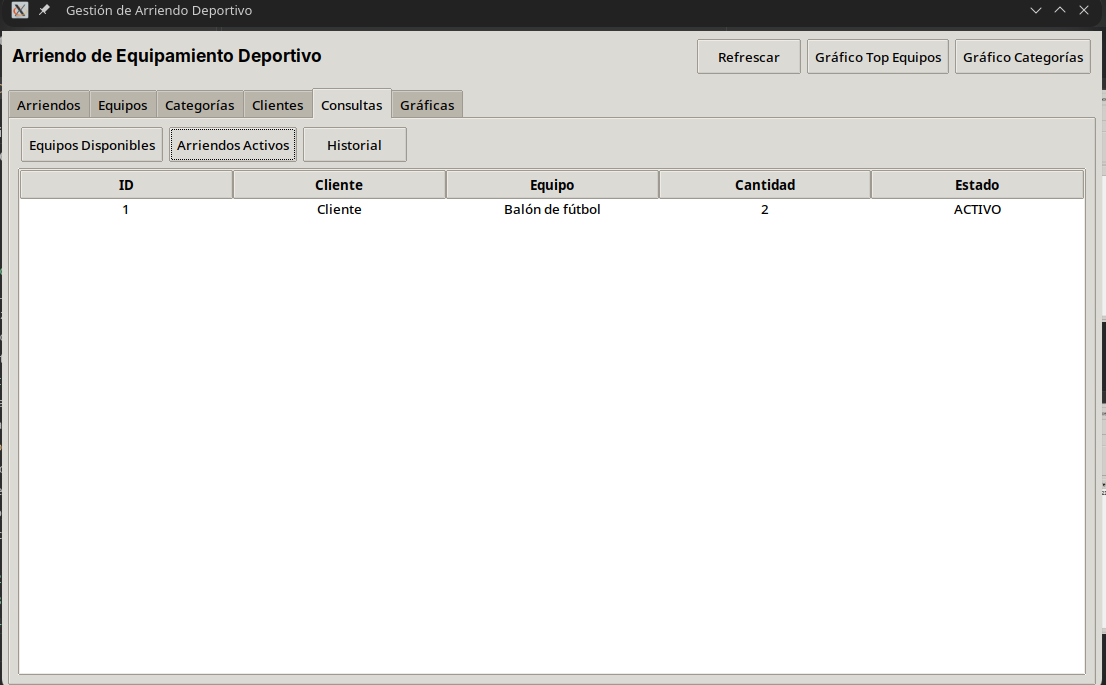 Gestión de Arriendo Deportivo
Arriendo de Equipamiento Deportivo
Refrescar
Gráfico Top Equipos
Gráfico Categorías
Arriendos
Equipos
Categorías
Clientes
Consultas
Gráficas
Equipos Disponibles
Arriendos Activos
Historial
ID Cliente Equipo Cantidad Estado
1 Cliente Balón de fútbol 2 ACTIVO